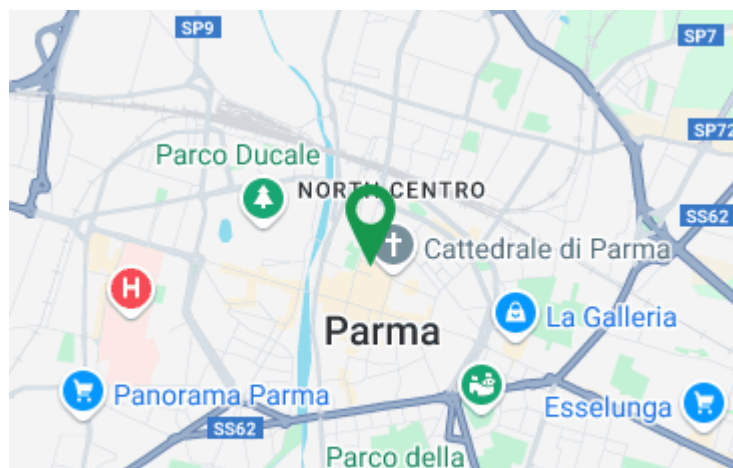 SP9
SP7
SP72
Parco Ducale
NORTH CENTRO
SS62
Cattedrale di Parma
H
La Galleria
Parma
Panorama Parma
Esselunga
SS62
Parco della